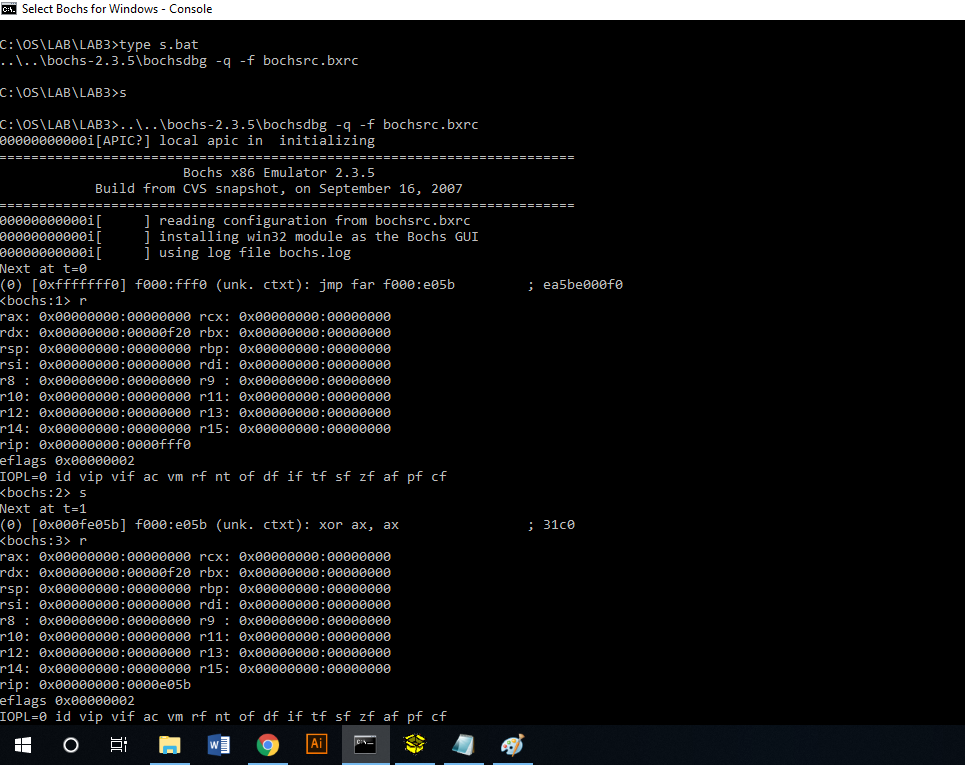 Select Bochs for Windows - Console
C:\OS\LAB\LAB3>type s.bat
..\..\bochs-2.3.5\bochsdbg -q -f bochsrc.bxrc
C:\OS\LAB\LAB3>s
C:\OS\LAB\LAB3>..\..\bochs-2.3.5\bochsdbg -q -f bochsrc.bxrc
00000000000i[APIC?] local apic in  initializing
========================================================================
Bochs x86 Emulator 2.3.5
Build from CVS snapshot, on September 16, 2007
========================================================================
00000000000i[     ] reading configuration from bochsrc.bxrc
00000000000i[     ] installing win32 module as the Bochs GUI
00000000000i[     ] using log file bochs.log
Next at t=0
(0) [0xfffffff0] f000:fff0 (unk. ctxt): jmp far f000:e05b         ; ea5be000f0
<bochs:1> r
rax: 0x00000000:00000000 rcx: 0x00000000:00000000
rdx: 0x00000000:00000f20 rbx: 0x00000000:00000000
rsp: 0x00000000:00000000 rbp: 0x00000000:00000000
rsi: 0x00000000:00000000 rdi: 0x00000000:00000000
r8 : 0x00000000:00000000 r9 : 0x00000000:00000000
r10: 0x00000000:00000000 r11: 0x00000000:00000000
r12: 0x00000000:00000000 r13: 0x00000000:00000000
r14: 0x00000000:00000000 r15: 0x00000000:00000000
rip: 0x00000000:0000fff0
eflags 0x00000002
IOPL=0 id vip vif ac vm rf nt of df if tf sf zf af pf cf
<bochs:2> s
Next at t=1
(0) [0x000fe05b] f000:e05b (unk. ctxt): xor ax, ax                ; 31c0
<bochs:3> r
rax: 0x00000000:00000000 rcx: 0x00000000:00000000
rdx: 0x00000000:00000f20 rbx: 0x00000000:00000000
rsp: 0x00000000:00000000 rbp: 0x00000000:00000000
rsi: 0x00000000:00000000 rdi: 0x00000000:00000000
r8 : 0x00000000:00000000 r9 : 0x00000000:00000000
r10: 0x00000000:00000000 r11: 0x00000000:00000000
r12: 0x00000000:00000000 r13: 0x00000000:00000000
r14: 0x00000000:00000000 r15: 0x00000000:00000000
rip: 0x00000000:0000e05b
eflags 0x00000002
IOPL=0 id vip vif ac vm rf nt of df if tf sf zf af pf cf
Ai